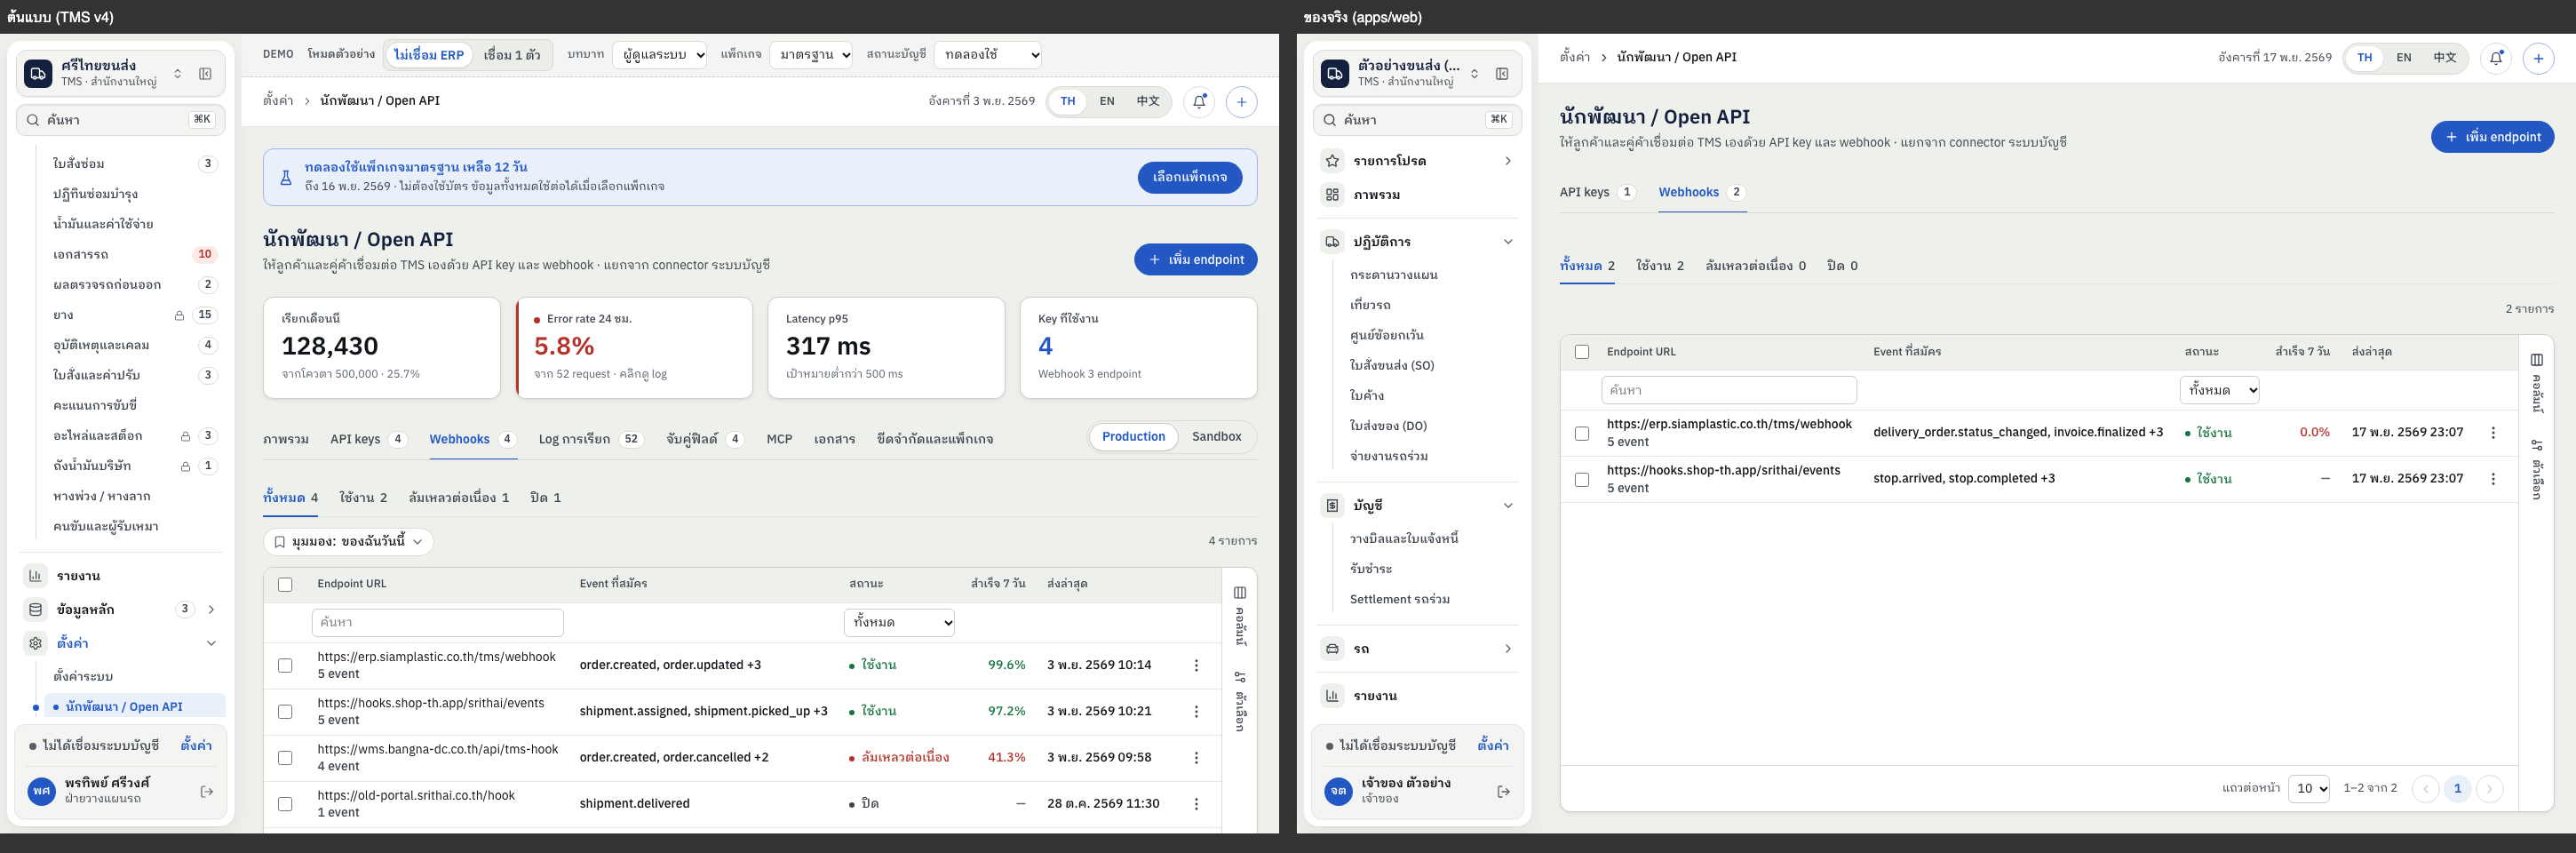 ต้นแบบ (TMS v4)
ศรีไทยขนส่ง
TMS · สำนักงานใหญ่
ค้นหา ⌘K
ใบสั่งซ่อม 3
ปฏิทินซ่อมบำรุง
น้ำมันและค่าใช้จ่าย
เอกสารรถ 10
ผลตรวจรถก่อนออก 2
ยาง 15
อุบัติเหตุและเคลม 4
ใบสั่งและค่าปรับ 3
คะแนนการขับขี่
อะไหล่และสต็อก 3
ถังน้ำมันบริษัท 1
หางพ่วง / หางลาก
คนขับและผู้รับเหมา
รายงาน
ข้อมูลหลัก 3
ตั้งค่า
ตั้งค่าระบบ
นักพัฒนา / Open API
ไม่ได้เชื่อมระบบบัญชี ตั้งค่า
พศ พรทิพย์ ศรีวงศ์
ฝ่ายวางแผนรถ
DEMO โหมดตัวอย่าง ไม่เชื่อม ERP เชื่อม 1 ตัว บทบาท ผู้ดูแลระบบ แพ็กเกจ มาตรฐาน สถานะบัญชี ทดลองใช้
ตั้งค่า > นักพัฒนา / Open API อังคารที่ 3 พ.ย. 2569 TH EN 中文
ทดลองใช้แพ็กเกจมาตรฐาน เหลือ 12 วัน
ถึง 16 พ.ย. 2569 · ไม่ต้องใช้บัตร ข้อมูลทั้งหมดใช้ต่อได้เมื่อเลือกแพ็กเกจ
เลือกแพ็กเกจ
นักพัฒนา / Open API
ให้ลูกค้าและคู่ค้าเชื่อมต่อ TMS เองด้วย API key และ webhook · แยกจาก connector ระบบบัญชี
+ เพิ่ม endpoint
เรียกเดือนนี้
128,430
จากโควตา 500,000 · 25.7%
Error rate 24 ชม.
5.8%
จาก 52 request · คลิกดู log
Latency p95
317 ms
เป้าหมายต่ำกว่า 500 ms
Key ที่ใช้งาน
4
Webhook 3 endpoint
ภาพรวม API keys 4 Webhooks 4 Log การเรียก 52 จับคู่ฟิลด์ 4 MCP เอกสาร ขีดจำกัดและแพ็กเกจ Production Sandbox
ทั้งหมด 4 ใช้งาน 2 ล้มเหลวต่อเนื่อง 1 ปิด 1
มุมมอง: ของฉันวันนี้ 4 รายการ
Endpoint URL Event ที่สมัคร สถานะ สำเร็จ 7 วัน ส่งล่าสุด
ค้นหา ทั้งหมด
https://erp.siamplastic.co.th/tms/webhook
5 event
order.created, order.updated +3 ใช้งาน 99.6% 3 พ.ย. 2569 10:14
https://hooks.shop-th.app/srithai/events
5 event
shipment.assigned, shipment.picked_up +3 ใช้งาน 97.2% 3 พ.ย. 2569 10:21
https://wms.bangna-dc.co.th/api/tms-hook
4 event
order.created, order.cancelled +2 ล้มเหลวต่อเนื่อง 41.3% 3 พ.ย. 2569 09:58
https://old-portal.srithai.co.th/hook
1 event
shipment.delivered ปิด — 28 ต.ค. 2569 11:30
คอลัมน์
ตัวเลือก
ของจริง (apps/web)
ตัวอย่างขนส่ง (...
TMS · สำนักงานใหญ่
ค้นหา ⌘K
รายการโปรด
ภาพรวม
ปฏิบัติการ
กระดานวางแผน
เที่ยวรถ
ศูนย์ข้อยกเว้น
ใบสั่งขนส่ง (SO)
ใบค้าง
ใบส่งของ (DO)
จ่ายงานรถร่วม
บัญชี
วางบิลและใบแจ้งหนี้
รับชำระ
Settlement รถร่วม
รถ
รายงาน
ไม่ได้เชื่อมระบบบัญชี ตั้งค่า
จต เจ้าของ ตัวอย่าง
เจ้าของ
ตั้งค่า > นักพัฒนา / Open API อังคารที่ 17 พ.ย. 2569 TH EN 中文
นักพัฒนา / Open API
ให้ลูกค้าและคู่ค้าเชื่อมต่อ TMS เองด้วย API key และ webhook · แยกจาก connector ระบบบัญชี
+ เพิ่ม endpoint
API keys 1 Webhooks 2
ทั้งหมด 2 ใช้งาน 2 ล้มเหลวต่อเนื่อง 0 ปิด 0
2 รายการ
Endpoint URL Event ที่สมัคร สถานะ สำเร็จ 7 วัน ส่งล่าสุด
ค้นหา ทั้งหมด
https://erp.siamplastic.co.th/tms/webhook
5 event
delivery_order.status_changed, invoice.finalized +3 ใช้งาน 0.0% 17 พ.ย. 2569 23:07
https://hooks.shop-th.app/srithai/events
5 event
stop.arrived, stop.completed +3 ใช้งาน — 17 พ.ย. 2569 23:07
คอลัมน์
ตัวเลือก
แถวต่อหน้า 10 1–2 จาก 2 1